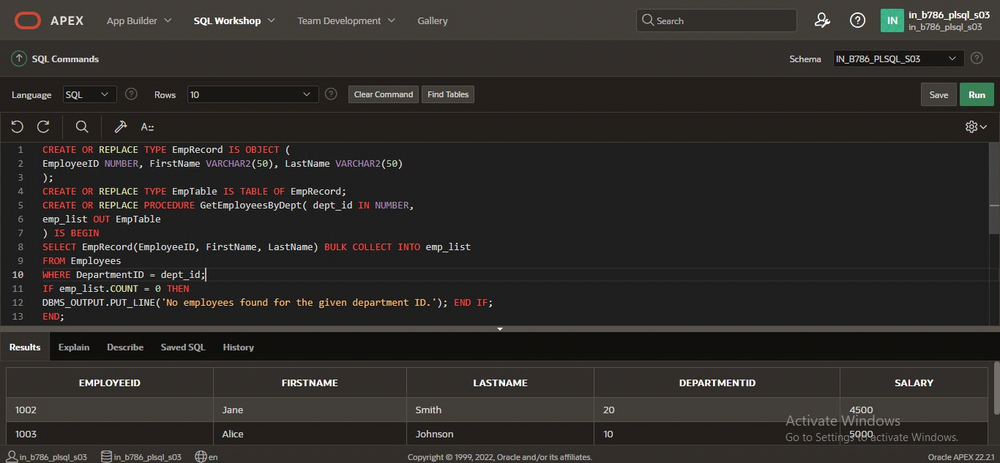 APEX App Builder SQL Workshop Team Development Gallery Search IN in_b786_plsql_s03
in_b786_plsql_s03
SQL Commands Schema IN_B786_PLSQL_S03
Language SQL Rows 10 Clear Command Find Tables Save Run
A::
1 CREATE OR REPLACE TYPE EmpRecord IS OBJECT (
2 EmployeeID NUMBER, FirstName VARCHAR2(50), LastName VARCHAR2(50)
3 );
4 CREATE OR REPLACE TYPE EmpTable IS TABLE OF EmpRecord;
5 CREATE OR REPLACE PROCEDURE GetEmployeesByDept( dept_id IN NUMBER,
6 emp_list OUT EmpTable
7 ) IS BEGIN
8 SELECT EmpRecord(EmployeeID, FirstName, LastName) BULK COLLECT INTO emp_list
9 FROM Employees
10 WHERE DepartmentID = dept_id;
11 IF emp_list.COUNT = 0 THEN
12 DBMS_OUTPUT.PUT_LINE('No employees found for the given department ID.'); END IF;
13 END;
Results Explain Describe Saved SQL History
EMPLOYEEID FIRSTNAME LASTNAME DEPARTMENTID SALARY
1002 Jane Smith 20 4500
1003 Alice Johnson 10 5000
Activate Windows
Go to Settings to activate Windows.
in_b786_plsql_s03 in_b786_plsql_s03 en Copyright © 1999, 2022, Oracle and/or its affiliates. Oracle APEX 22.2.1